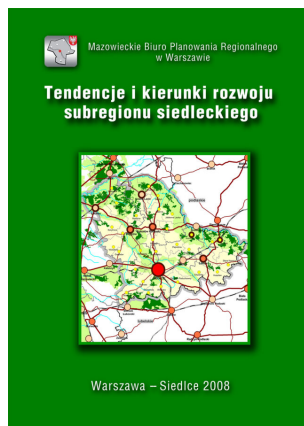 Mazowieckie Biuro Planowania Regionalnego
w Warszawie
Tendencje i kierunki rozwoju
subregionu siedleckiego
Warszawa – Siedlce 2008